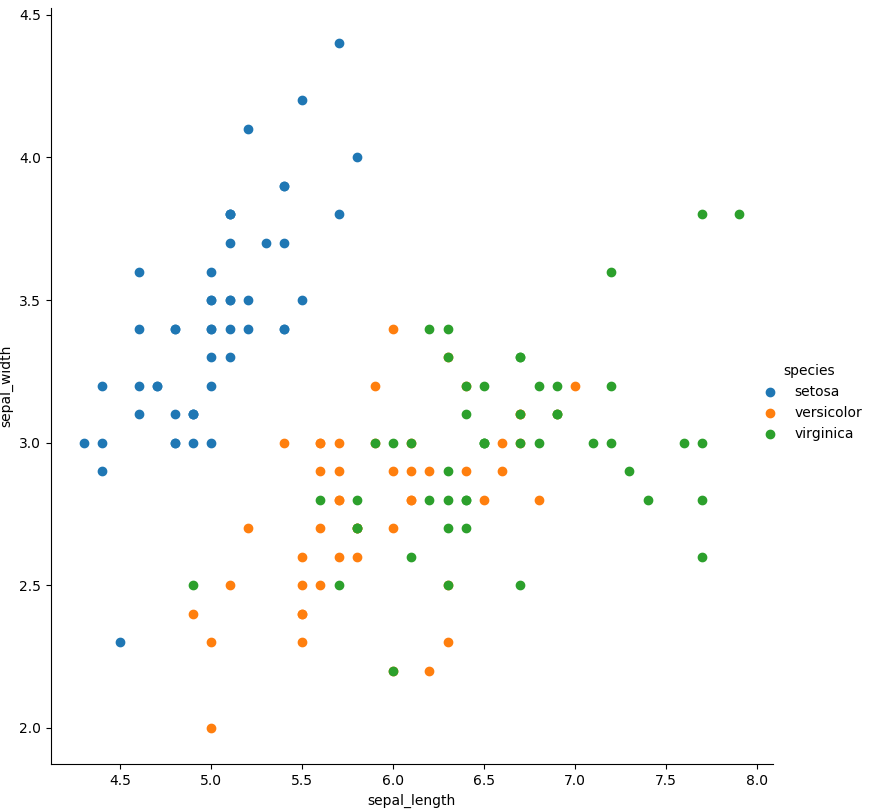 4.5
4.0
3.5
3.0
2.5
2.0
sepal_width
4.5 5.0 5.5 6.0 6.5 7.0 7.5 8.0
sepal_length
species
setosa
versicolor
virginica